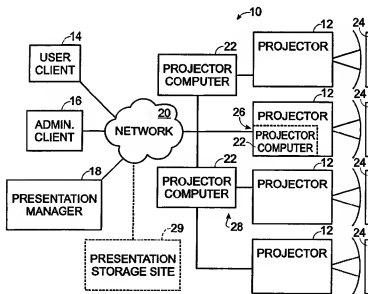 10
14
USER
CLIENT
16
ADMIN.
CLIENT
18
PRESENTATION
MANAGER
20
NETWORK
22
PROJECTOR
COMPUTER
12
PROJECTOR
24
26
12
PROJECTOR
PROJECTOR
COMPUTER
22
24
22
PROJECTOR
COMPUTER
28
12
PROJECTOR
24
29
PRESENTATION
STORAGE SITE
12
PROJECTOR
24